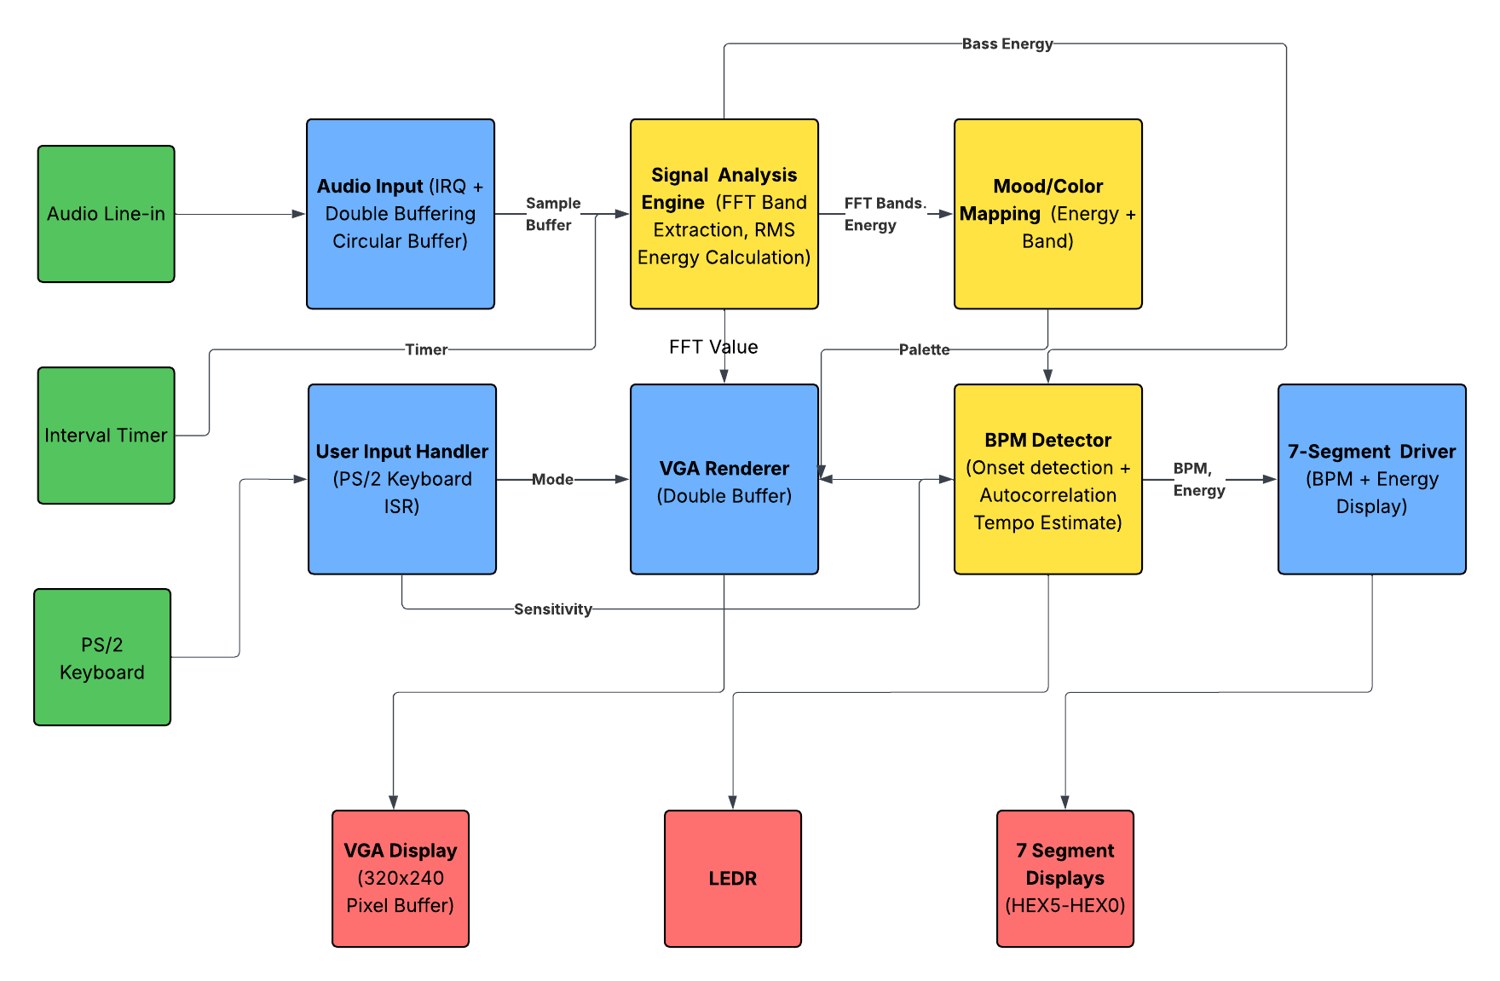 Bass Energy
Audio Line-in
Audio Input (IRQ +
Double Buffering
Circular Buffer)
Sample
Buffer
Signal Analysis
Engine (FFT Band
Extraction, RMS
Energy Calculation)
FFT Bands.
Energy
Mood/Color
Mapping (Energy +
Band)
Timer
FFT Value
Palette
Interval Timer
User Input Handler
(PS/2 Keyboard
ISR)
Mode
VGA Renderer
(Double Buffer)
BPM Detector
(Onset detection +
Autocorrelation
Tempo Estimate)
BPM,
Energy
7-Segment Driver
(BPM + Energy
Display)
Sensitivity
PS/2
Keyboard
VGA Display
(320x240
Pixel Buffer)
LEDR
7 Segment
Displays
(HEX5-HEX0)